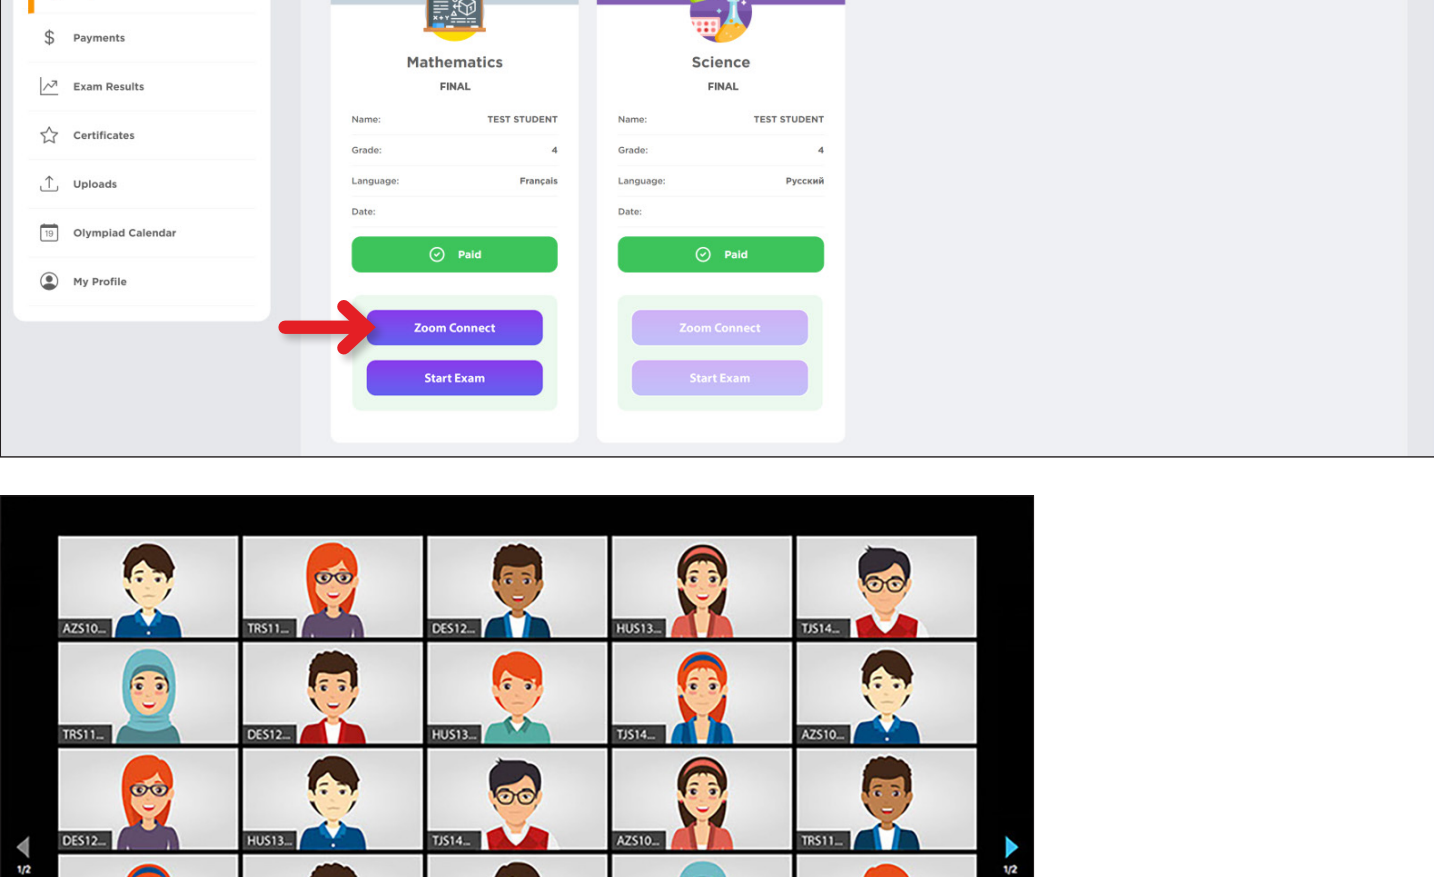 Payments
Exam Results
Certificates
Uploads
19
Olympiad Calendar
My Profile
X+Y
Mathematics
FINAL
Name: TEST STUDENT
Grade: 4
Language: Français
Date:
Paid
Zoom Connect
Start Exam
Science
FINAL
Name: TEST STUDENT
Grade: 4
Language: Русский
Date:
Paid
Zoom Connect
Start Exam
AZS10... TRS11... DES12... HUS13... TJS14...
TRS11... DES12... HUS13... TJS14... AZS10...
DES12... HUS13... TJS14... AZS10... TRS11...
1/2 1/2